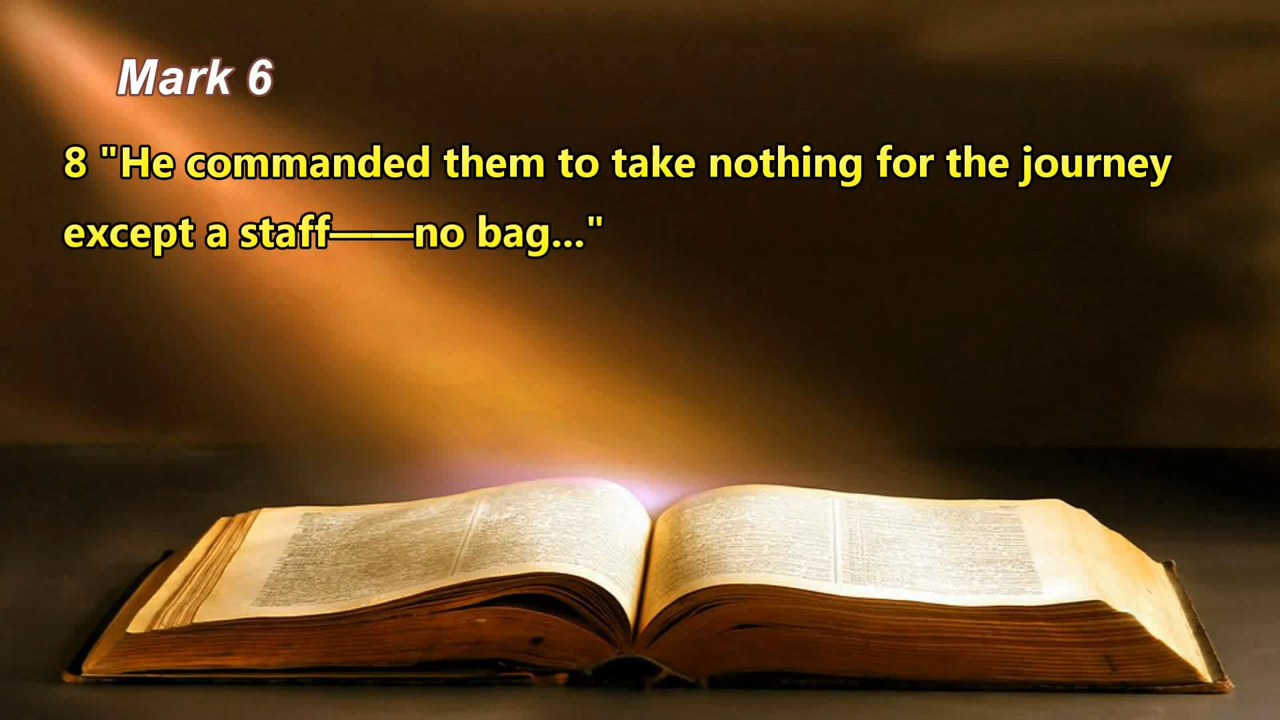 Mark 6
8 "He commanded them to take nothing for the journey
except a staff——no bag..."